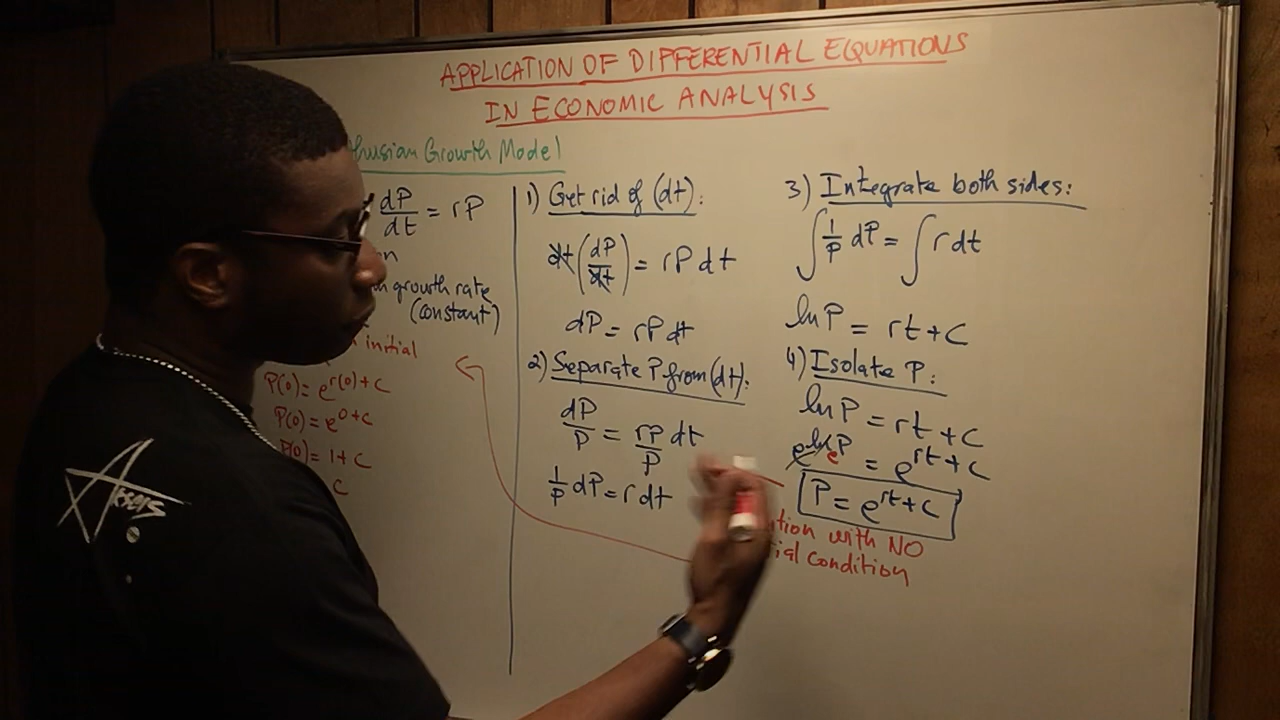 APPLICATION OF DIFFERENTIAL EQUATIONS
IN ECONOMIC ANALYSIS
Growth Model
dP/dt = rP
growth rate
(constant)
initial
P(0) = e^r(0)+C
P(0) = e^0+C
P(0) = 1+C
C
1) Get rid of (dt):
dt(dP/dt) = rP dt
dP = rP dt
2) Separate P from (dt):
dP/P = rP/P dt
1/P dP = r dt
3) Integrate both sides:
∫ 1/P dP = ∫ r dt
ln P = rt + C
4) Isolate P:
ln P = rt + C
e^ln P = e^rt+C
P = e^rt+C
with NO
Condition
Assets